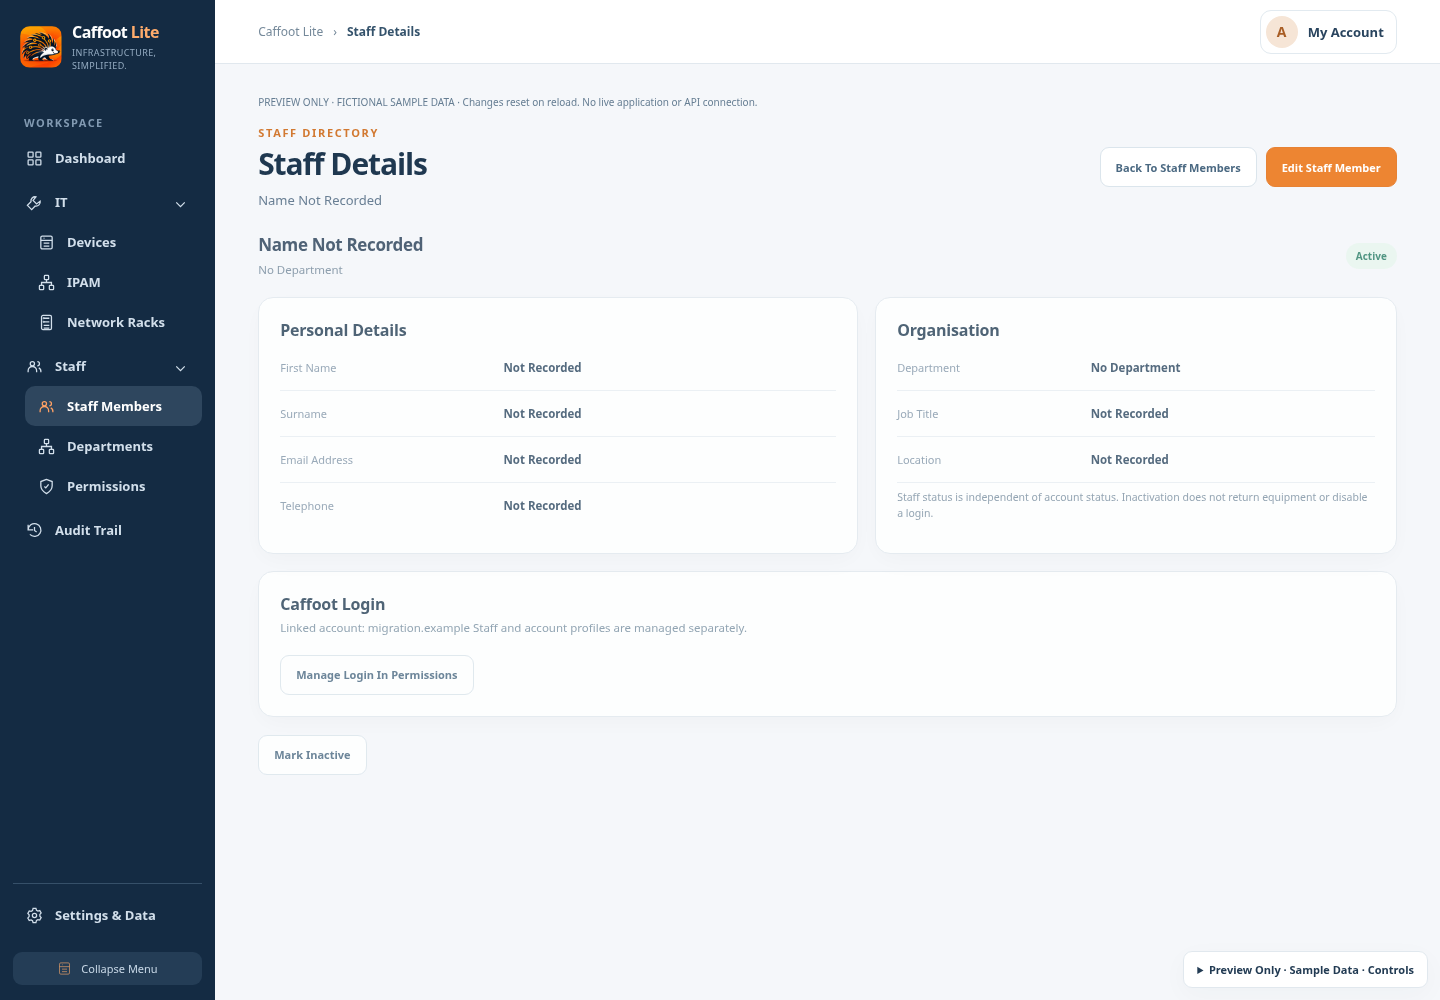 Caffoot Lite
INFRASTRUCTURE,
SIMPLIFIED.
WORKSPACE
Dashboard
IT
Devices
IPAM
Network Racks
Staff
Staff Members
Departments
Permissions
Audit Trail
Settings & Data
Collapse Menu
Caffoot Lite › Staff Details
A My Account
PREVIEW ONLY · FICTIONAL SAMPLE DATA · Changes reset on reload. No live application or API connection.
STAFF DIRECTORY
Staff Details
Name Not Recorded
Back To Staff Members
Edit Staff Member
Name Not Recorded
No Department
Active
Personal Details
First Name Not Recorded
Surname Not Recorded
Email Address Not Recorded
Telephone Not Recorded
Organisation
Department No Department
Job Title Not Recorded
Location Not Recorded
Staff status is independent of account status. Inactivation does not return equipment or disable
a login.
Caffoot Login
Linked account: migration.example Staff and account profiles are managed separately.
Manage Login In Permissions
Mark Inactive
Preview Only · Sample Data · Controls